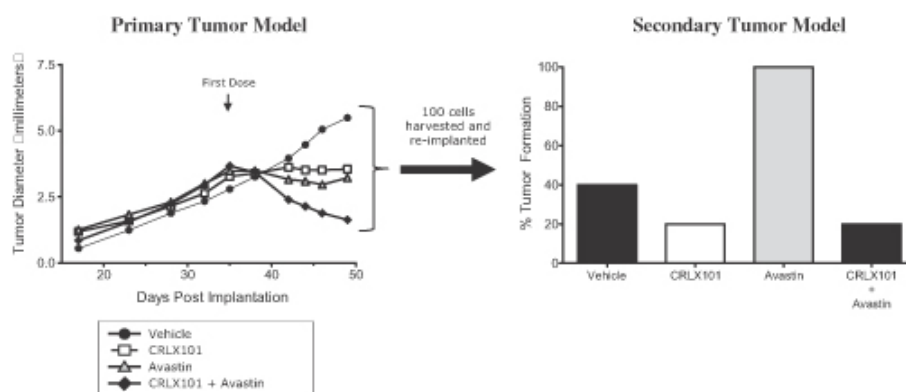 Primary Tumor Model
Tumor Diameter □millimeters□
7.5
5.0
2.5
0.0
First Dose
20
30
40
50
Days Post Implantation
Vehicle
CRLX101
Avastin
CRLX101 + Avastin
100 cells
harvested and
re-implanted
Secondary Tumor Model
% Tumor Formation
100
80
60
40
20
0
Vehicle
CRLX101
Avastin
CRLX101
+
Avastin